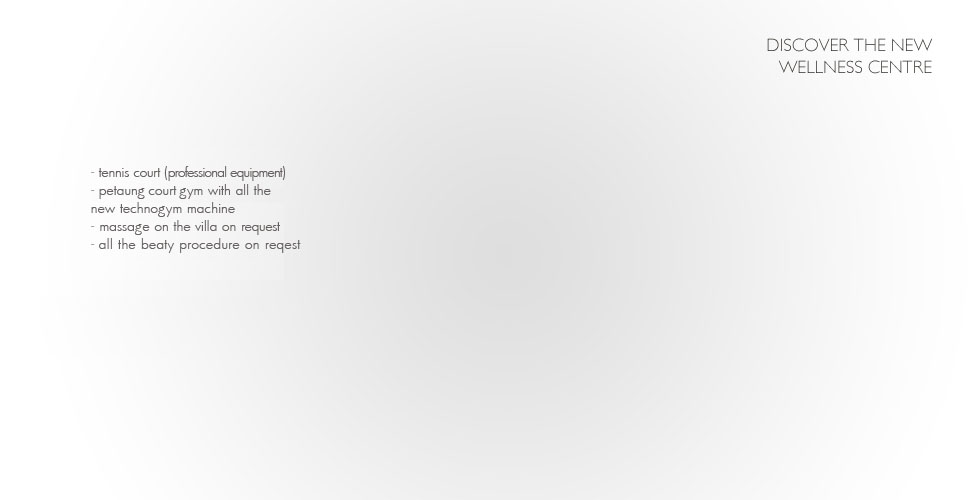 DISCOVER THE NEW
WELLNESS CENTRE
- tennis court (professional equipment)
- petaung court gym with all the
new technogym machine
- massage on the villa on request
- all the beaty procedure on reqest